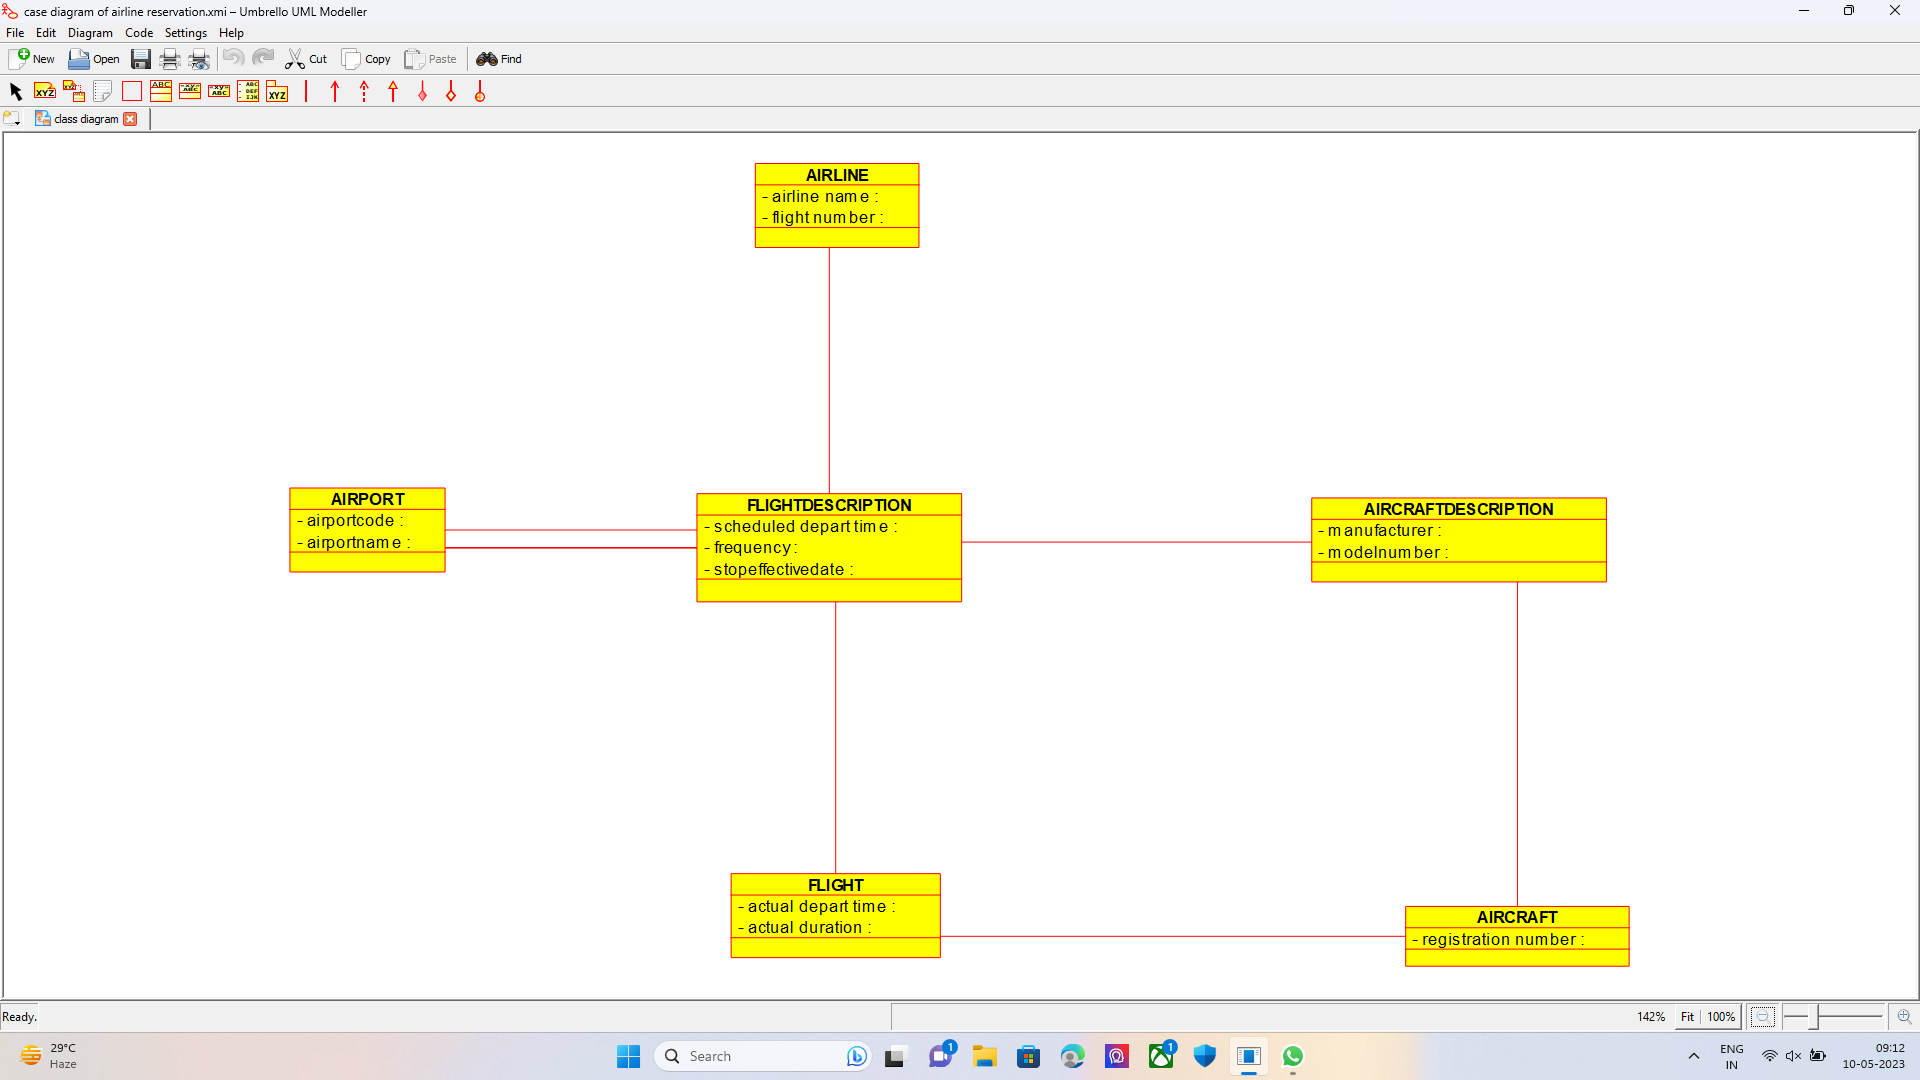 case diagram of airline reservation.xmi – Umbrello UML Modeller
File Edit Diagram Code Settings Help
New Open Cut Copy Paste Find
class diagram
AIRLINE
- airline name :
- flight number :
AIRPORT
- airportcode :
- airportname :
FLIGHTDESCRIPTION
- scheduled depart time :
- frequency :
- stopeffectivedate :
AIRCRAFTDESCRIPTION
- manufacturer :
- modelnumber :
FLIGHT
- actual depart time :
- actual duration :
AIRCRAFT
- registration number :
Ready.
142% Fit 100%
29°C
Haze
Search
1
1
ENG
IN
09:12
10-05-2023